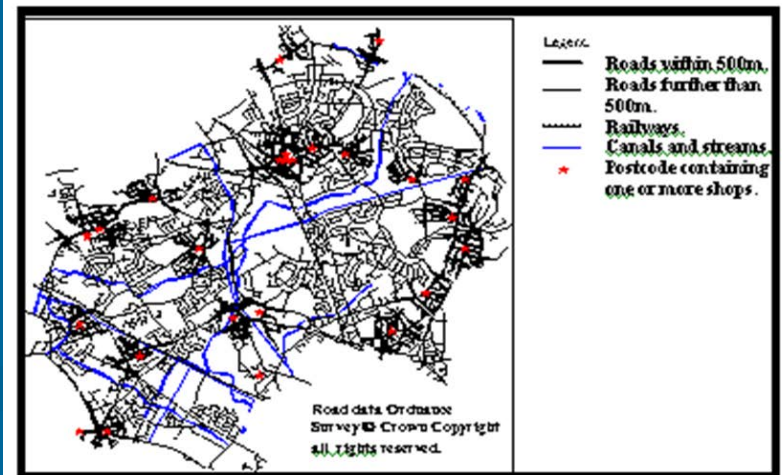 Legend
Roads within 500m.
Roads further than
500m.
Railways.
Canals and streams.
Postcode containing
one or more shops.
Road data Ordnance
Survey © Crown Copyright
all rights reserved.